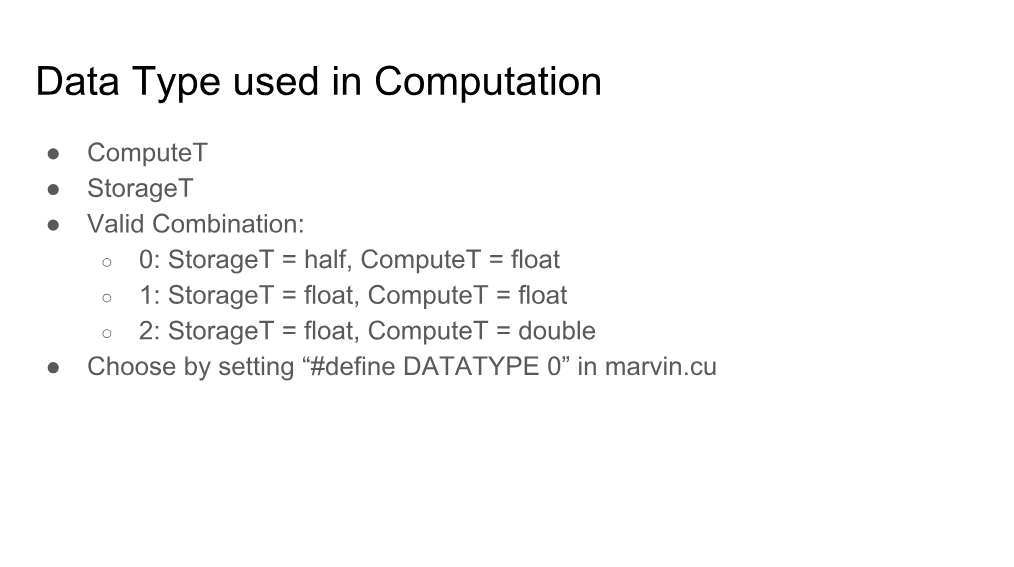 Data Type used in Computation
● ComputeT
● StorageT
● Valid Combination:
○ 0: StorageT = half, ComputeT = float
○ 1: StorageT = float, ComputeT = float
○ 2: StorageT = float, ComputeT = double
● Choose by setting “#define DATATYPE 0” in marvin.cu